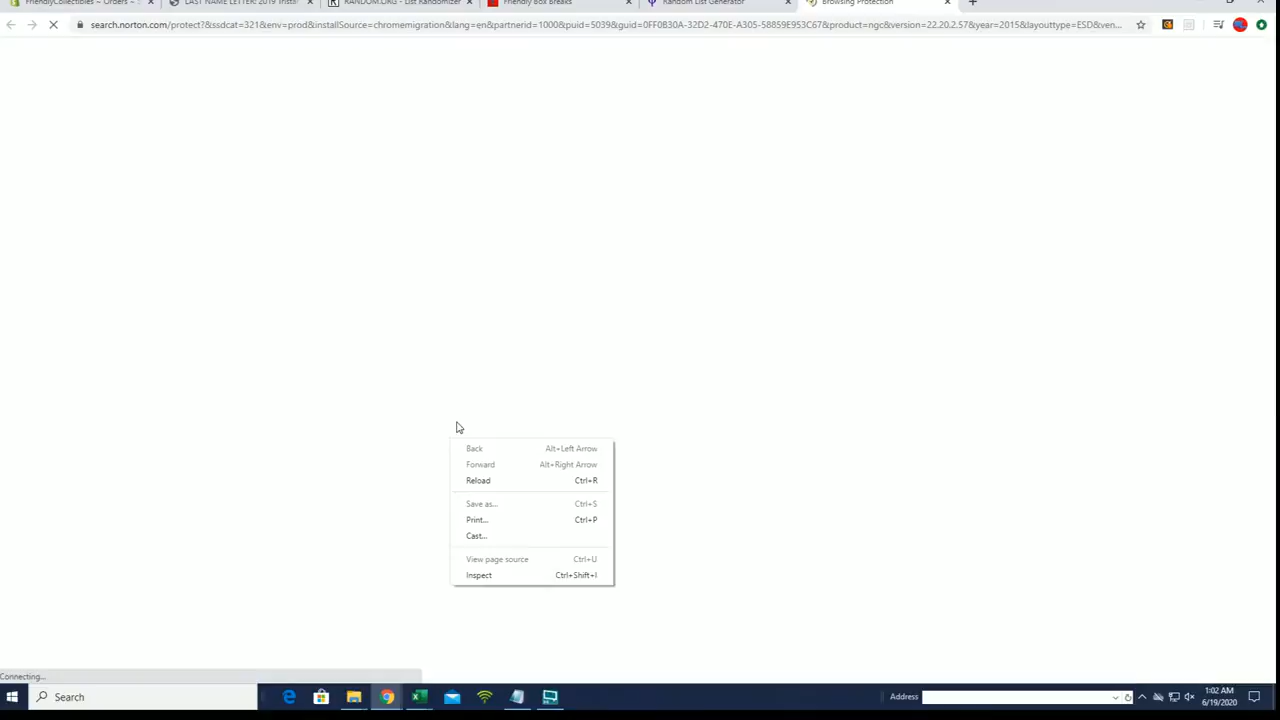 FriendlyCollectibles ~ Orders ~ S
LAST NAME LETTER! 2019 Insta
RANDOM.ORG - List Randomizer
Friendly Box Breaks
Random List Generator
Browsing Protection
search.norton.com/protect?&ssdcat=321&env=prod&installSource=chromemigration&lang=en&partnerid=1000&puid=5039&guid=0FF0B30A-32D2-470E-A305-58859E953C67&product=ngc&version=22.20.2.57&year=2015&layouttype=ESD&ven...
Back Alt+Left Arrow
Forward Alt+Right Arrow
Reload Ctrl+R
Save as... Ctrl+S
Print... Ctrl+P
Cast...
View page source Ctrl+U
Inspect Ctrl+Shift+I
Connecting...
Search
Address
1:02 AM
6/19/2020